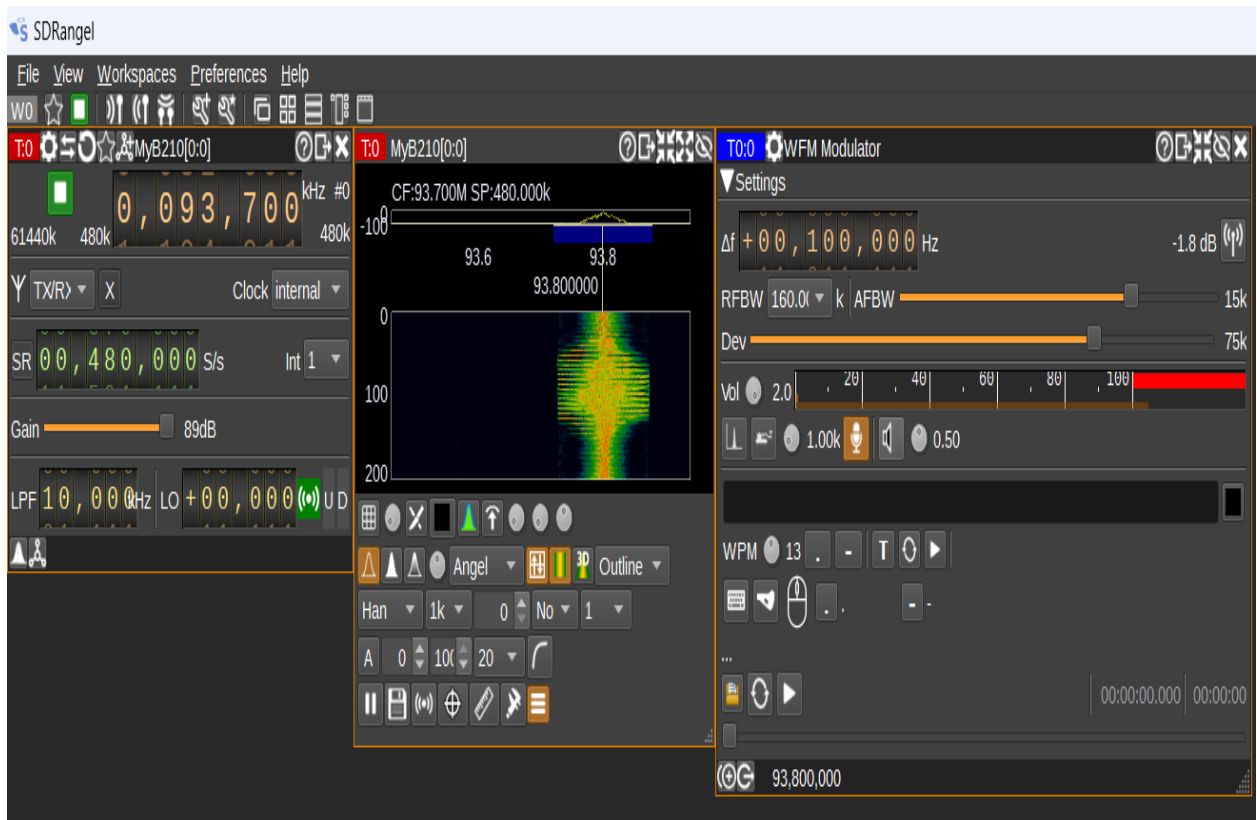 SDRangel
File View Workspaces Preferences Help
W0
T:0 MyB210[0:0]
0,093,700 kHz #0
61440k 480k 480k
TX/R) X Clock internal
SR 00,480,000 S/s Int 1
Gain 89dB
LPF 10,000 kHz LO +00,000 U D
T:0 MyB210[0:0]
CF:93.700M SP:480.000k
0
-100
93.6 93.8
93.800000
0
100
200
Angel 3D Outline
Han 1k 0 No 1
A 0 10( 20
T0:0 WFM Modulator
Settings
Δf +00,100,000 Hz -1.8 dB
RFBW 160.0( k AFBW 15k
Dev 75k
Vol 2.0 20 40 60 80 100
1.00k 0.50
WPM 13 . - T
. . - -
...
00:00:00.000 00:00:00
93,800,000